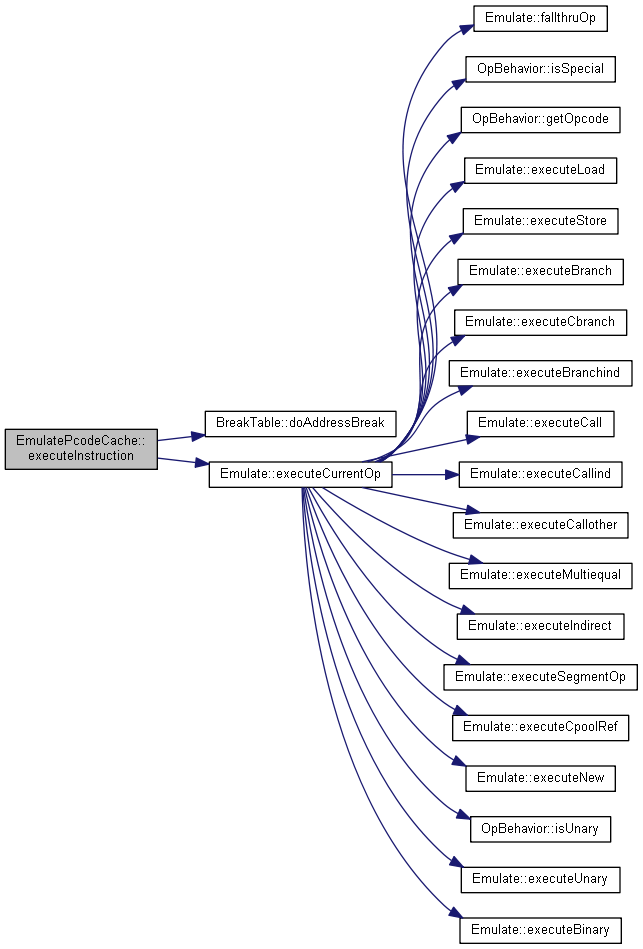 Emulate::fallthruOp
OpBehavior::isSpecial
OpBehavior::getOpcode
Emulate::executeLoad
Emulate::executeStore
Emulate::executeBranch
Emulate::executeCbranch
Emulate::executeBranchind
EmulatePcodeCache::
executeInstruction
BreakTable::doAddressBreak
Emulate::executeCurrentOp
Emulate::executeCall
Emulate::executeCallind
Emulate::executeCallother
Emulate::executeMultiequal
Emulate::executeIndirect
Emulate::executeSegmentOp
Emulate::executeCpoolRef
Emulate::executeNew
OpBehavior::isUnary
Emulate::executeUnary
Emulate::executeBinary